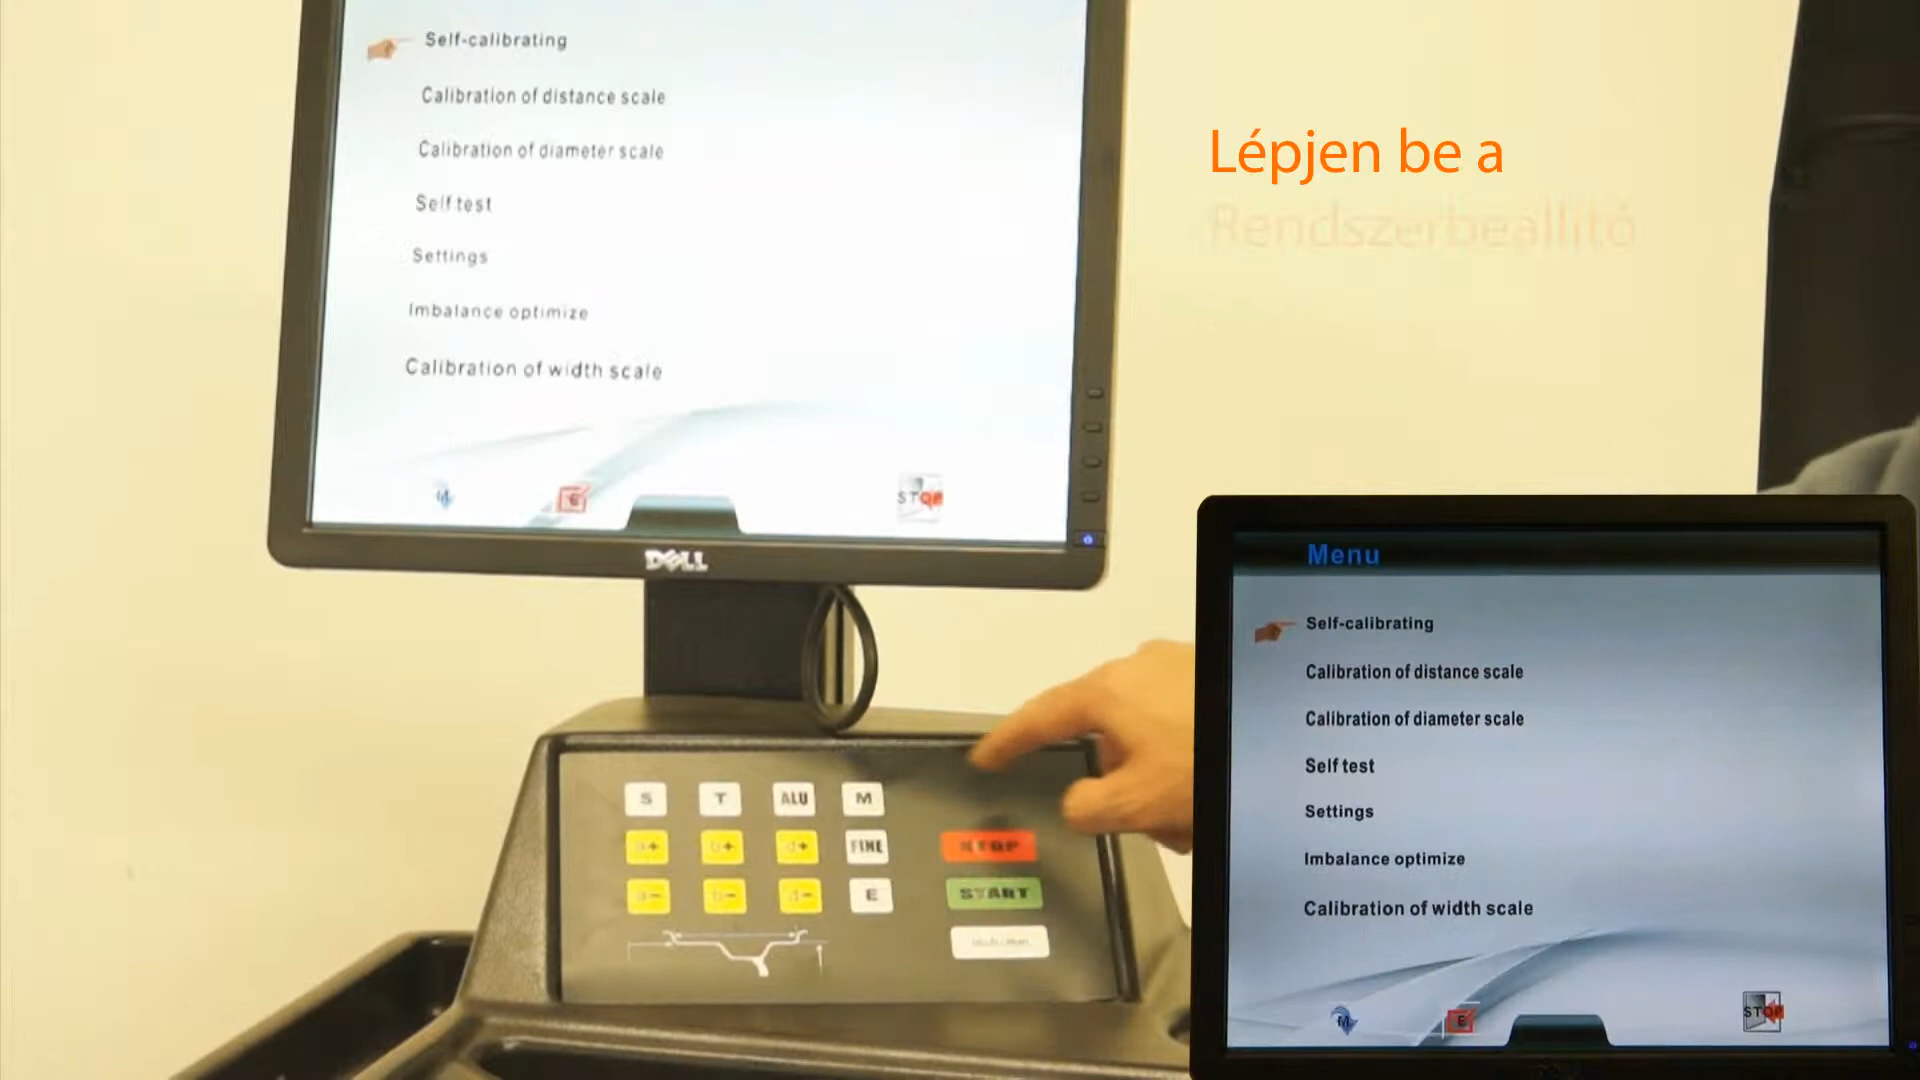 Self-calibrating
Calibration of distance scale
Calibration of diameter scale
Self test
Settings
Imbalance optimize
Calibration of width scale
M
E
STOP
DELL
Lépjen be a
Rendszerbeállító
S T ALU M
a+ b+ d+ FINE
a- b- d- E
STOP
START
Menu
Self-calibrating
Calibration of distance scale
Calibration of diameter scale
Self test
Settings
Imbalance optimize
Calibration of width scale
M
E
STOP